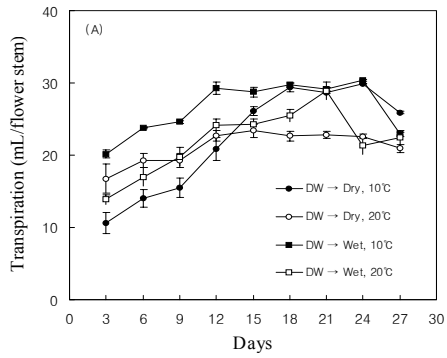 (A)
40
30
20
10
0
Transpiration (mL/flower stem)
DW → Dry, 10℃
DW → Dry, 20℃
DW → Wet, 10℃
DW → Wet, 20℃
0 3 6 9 12 15 18 21 24 27 30
Days